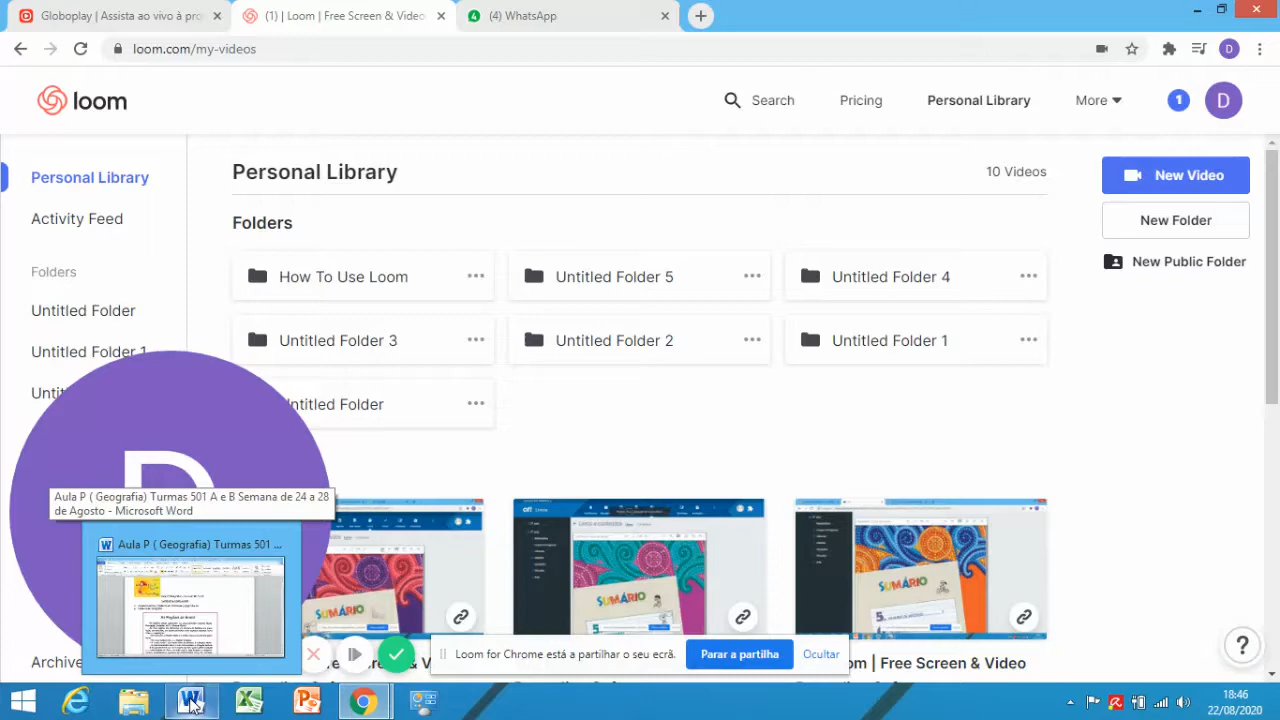 Globoplay | Assista ao vivo à pro
(1) | Loom | Free Screen & Video
(4) WhatsApp
loom.com/my-videos
D
loom
Search
Pricing
Personal Library
More
1
D
Personal Library
Activity Feed
Folders
Untitled Folder
Untitled Folder 1
Archive
Personal Library
10 Videos
Folders
How To Use Loom
Untitled Folder 5
Untitled Folder 4
Untitled Folder 3
Untitled Folder 2
Untitled Folder 1
Untitled Folder
New Video
New Folder
New Public Folder
D
Aula P ( Geografia) Turmas 501 A e B Semana de 24 a 28
de Agosto - Microsoft Word
Aula P ( Geografia) Turmas 501
SUMÁRIO
SUMÁRIO
SUMÁRIO
Loom for Chrome está a partilhar o seu ecrã.
Parar a partilha
Ocultar
om | Free Screen & Video
?
18:46
22/08/2020